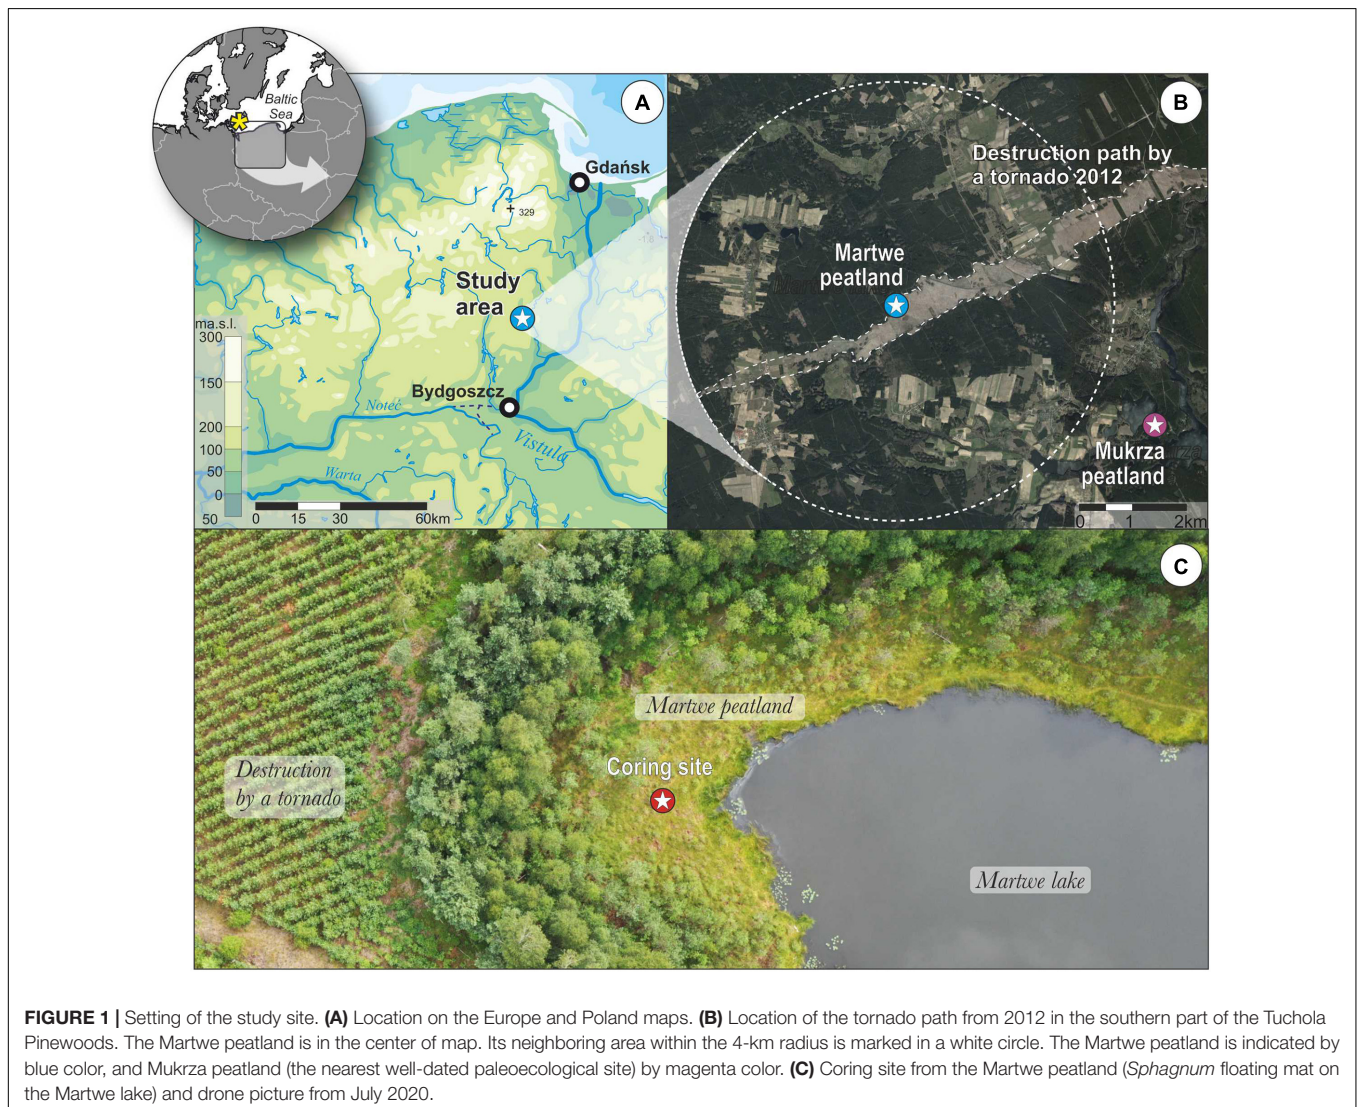 Baltic
Sea
A
Gdańsk
329
Study
area
ma.s.l.
300
150
200
100
50
0
50
Bydgoszcz
Noteć
Vistula
Warta
0 15 30 60km
B
Destruction path by
a tornado 2012
Martwe
peatland
Mukrza
peatland
0 1 2km
C
Martwe peatland
Coring site
Destruction
by a tornado
Martwe lake
FIGURE 1 | Setting of the study site. (A) Location on the Europe and Poland maps. (B) Location of the tornado path from 2012 in the southern part of the Tuchola
Pinewoods. The Martwe peatland is in the center of map. Its neighboring area within the 4-km radius is marked in a white circle. The Martwe peatland is indicated by
blue color, and Mukrza peatland (the nearest well-dated paleoecological site) by magenta color. (C) Coring site from the Martwe peatland (Sphagnum floating mat on
the Martwe lake) and drone picture from July 2020.